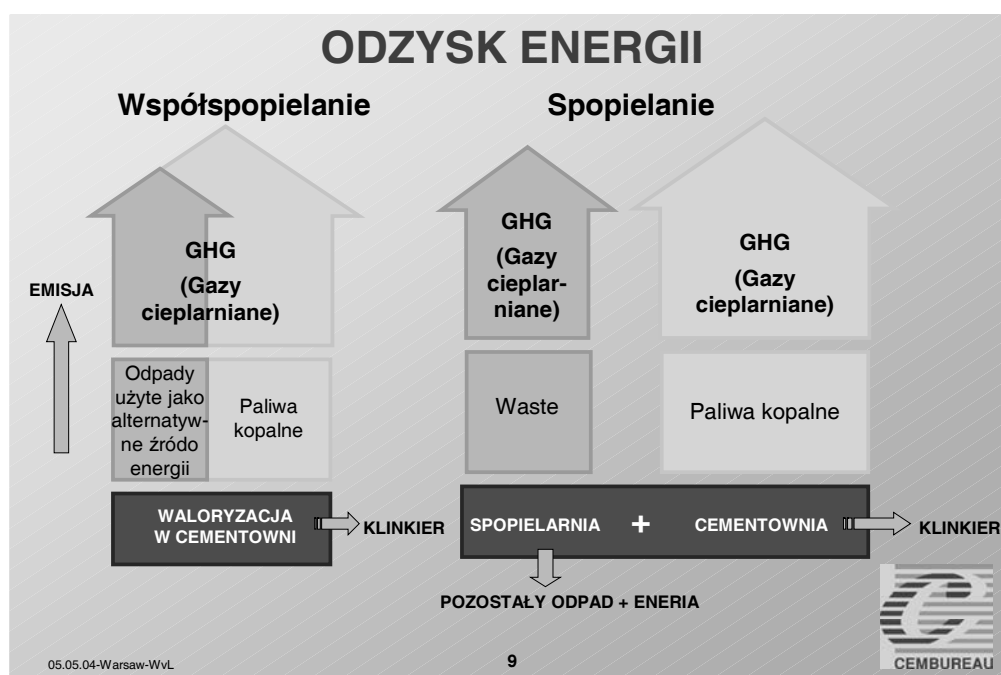 ODZYSK ENERGII
Współspopielanie
Spopielanie
EMISJA
GHG
(Gazy
cieplarniane)
GHG
(Gazy
cieplar-
niane)
GHG
(Gazy
cieplarniane)
Odpady
użyte jako
alternatyw-
ne źródo
energii
Paliwa
kopalne
Waste
Paliwa kopalne
WALORYZACJA
W CEMENTOWNI
KLINKIER
SPOPIELARNIA + CEMENTOWNIA
KLINKIER
POZOSTAŁY ODPAD + ENERIA
05.05.04-Warsaw-WvL
9
CEMBUREAU